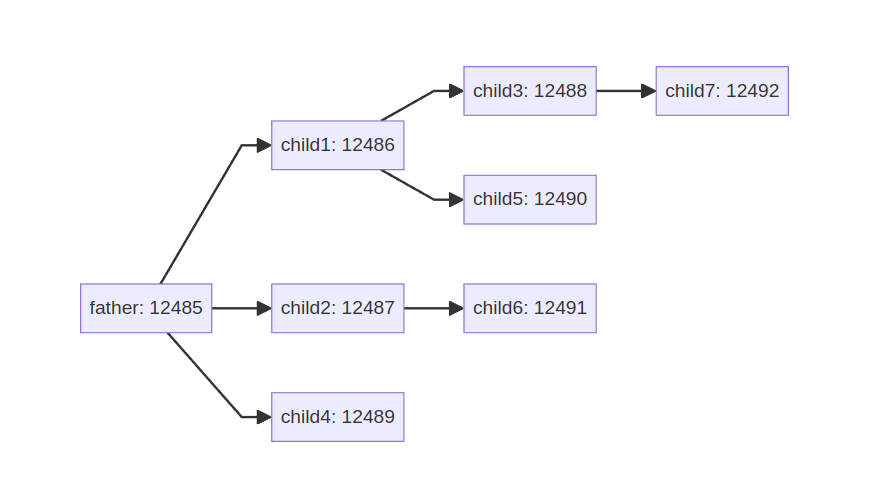 child3: 12488
child7: 12492
child1: 12486
child5: 12490
father: 12485
child2: 12487
child6: 12491
child4: 12489